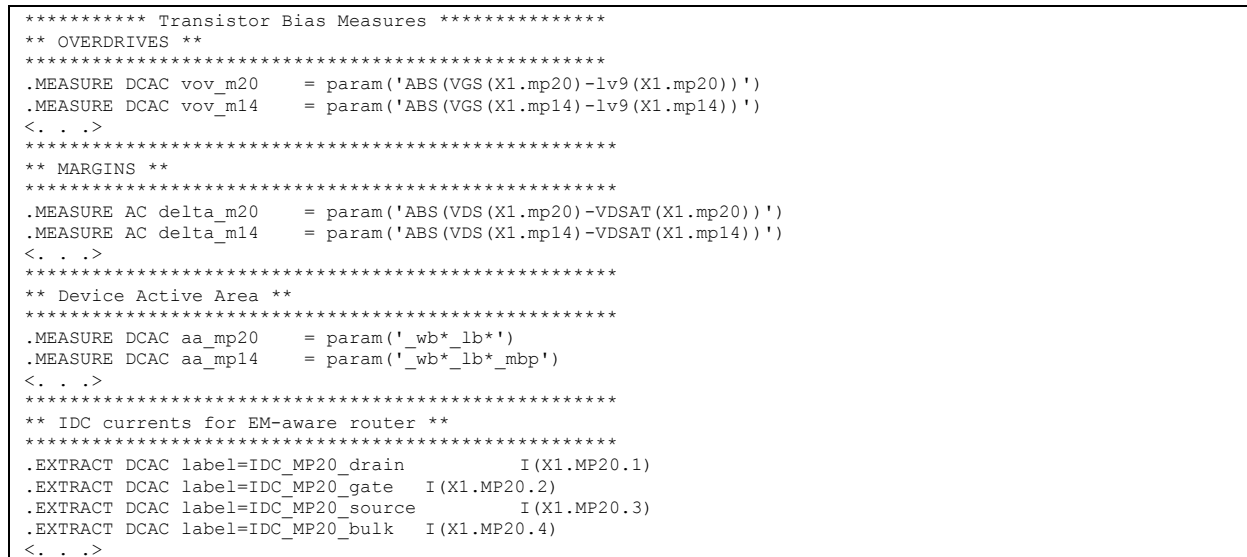 *********** Transistor Bias Measures ***************
** OVERDRIVES **
****************************************************
.MEASURE DCAC vov_m20    = param('ABS(VGS(X1.mp20)-lv9(X1.mp20))')
.MEASURE DCAC vov_m14    = param('ABS(VGS(X1.mp14)-lv9(X1.mp14))')
<. . .>
*****************************************************
** MARGINS **
*****************************************************
.MEASURE AC delta_m20    = param('ABS(VDS(X1.mp20)-VDSAT(X1.mp20))')
.MEASURE AC delta_m14    = param('ABS(VDS(X1.mp14)-VDSAT(X1.mp14))')
<. . .>
*****************************************************
** Device Active Area **
*****************************************************
.MEASURE DCAC aa_mp20    = param('_wb*_lb*')
.MEASURE DCAC aa_mp14    = param('_wb*_lb*_mbp')
<. . .>
*****************************************************
** IDC currents for EM-aware router **
*****************************************************
.EXTRACT DCAC label=IDC_MP20_drain          I(X1.MP20.1)
.EXTRACT DCAC label=IDC_MP20_gate   I(X1.MP20.2)
.EXTRACT DCAC label=IDC_MP20_source         I(X1.MP20.3)
.EXTRACT DCAC label=IDC_MP20_bulk   I(X1.MP20.4)
<. . .>